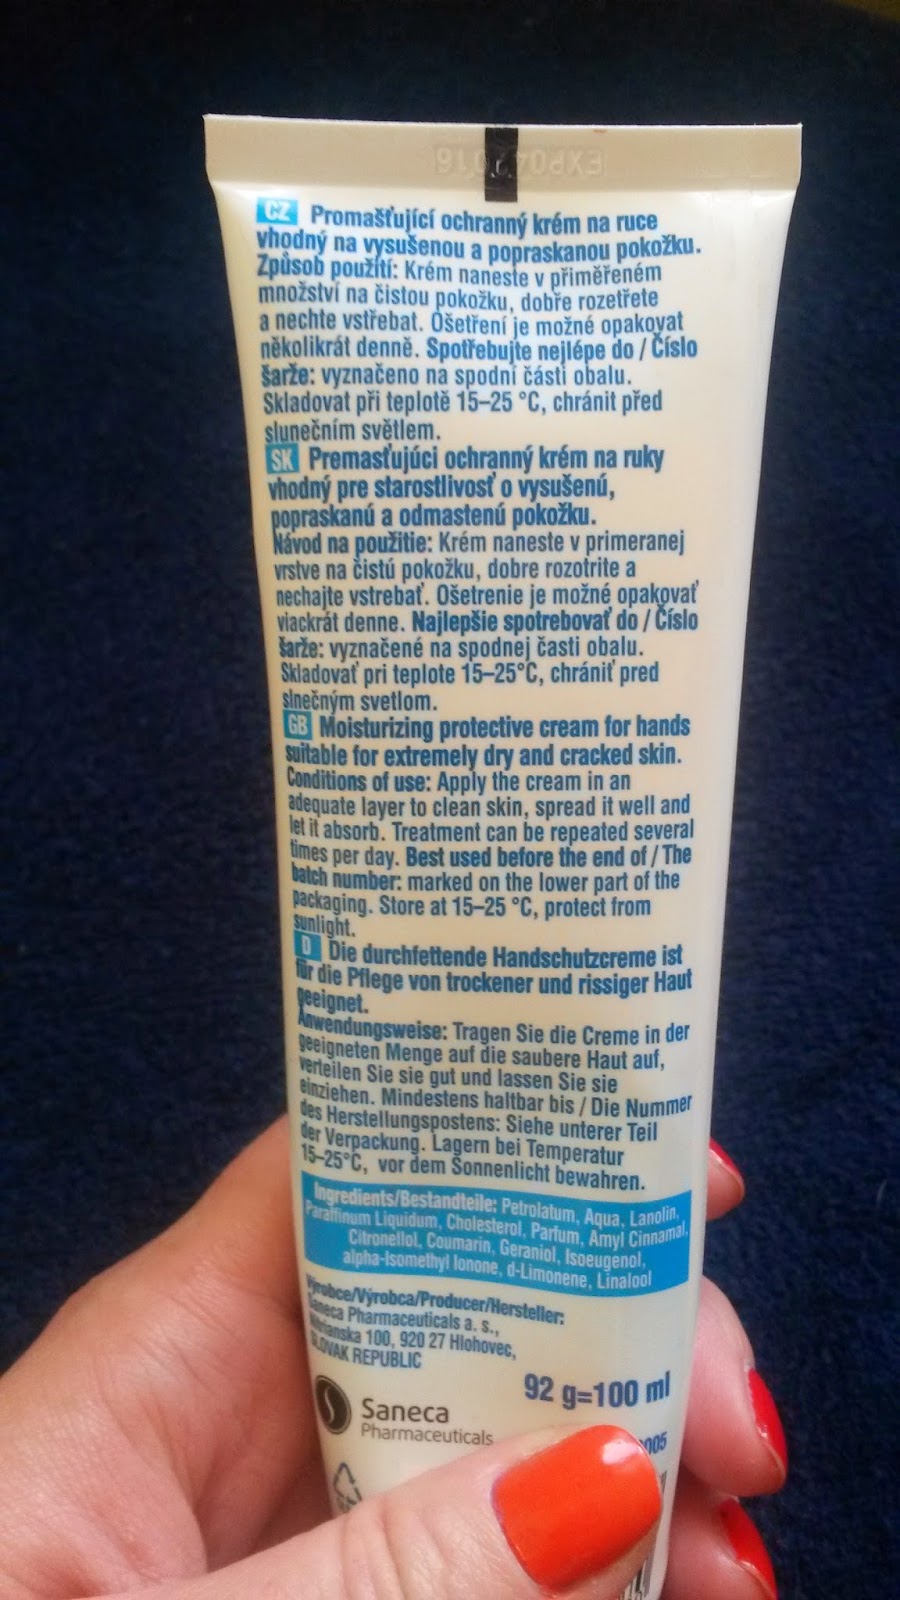 EXP042016
CZ Promašťující ochranný krém na ruce
vhodný na vysušenou a popraskanou pokožku.
Způsob použití: Krém naneste v přiměřeném
množství na čistou pokožku, dobře rozetřete
a nechte vstřebat. Ošetření je možné opakovat
několikrát denně. Spotřebujte nejlépe do / Číslo
šarže: vyznačeno na spodní části obalu.
Skladovat při teplotě 15–25 °C, chránit před
slunečním světlem.
SK Premasťujúci ochranný krém na ruky
vhodný pre starostlivosť o vysušenú,
popraskanú a odmastenú pokožku.
Návod na použitie: Krém naneste v primeranej
vrstve na čistú pokožku, dobre rozotrite a
nechajte vstrebať. Ošetrenie je možné opakovať
viackrát denne. Najlepšie spotrebovať do / Číslo
šarže: vyznačené na spodnej časti obalu.
Skladovať pri teplote 15–25°C, chrániť pred
slnečným svetlom.
GB Moisturizing protective cream for hands
suitable for extremely dry and cracked skin.
Conditions of use: Apply the cream in an
adequate layer to clean skin, spread it well and
let it absorb. Treatment can be repeated several
times per day. Best used before the end of / The
batch number: marked on the lower part of the
packaging. Store at 15–25 °C, protect from
sunlight.
D Die durchfettende Handschutzcreme ist
für die Pflege von trockener und rissiger Haut
geeignet.
Anwendungsweise: Tragen Sie die Creme in der
geeigneten Menge auf die saubere Haut auf,
verteilen Sie sie gut und lassen Sie sie
einziehen. Mindestens haltbar bis / Die Nummer
des Herstellungspostens: Siehe unterer Teil
der Verpackung. Lagern bei Temperatur
15–25°C, vor dem Sonnenlicht bewahren.
Ingredients/Bestandteile: Petrolatum, Aqua, Lanolin,
Paraffinum Liquidum, Cholesterol, Parfum, Amyl Cinnamal,
Citronellol, Coumarin, Geraniol, Isoeugenol,
alpha-Isomethyl Ionone, d-Limonene, Linalool
Výrobce/Výrobca/Producer/Hersteller:
Saneca Pharmaceuticals a. s.,
Nitrianska 100, 920 27 Hlohovec,
SLOVAK REPUBLIC
92 g=100 ml
Saneca
Pharmaceuticals
005